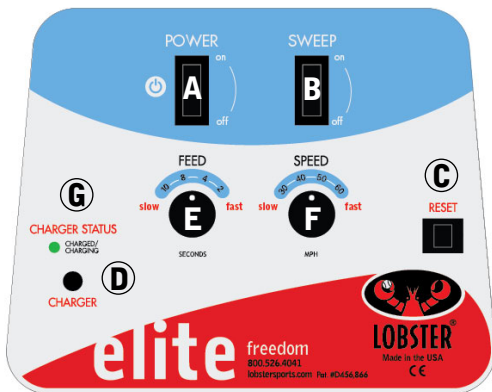 POWER
SWEEP
on
on
A
B
off
off
FEED
SPEED
10 8 4 2
30 40 50 60
slow
fast
slow
fast
E
F
SECONDS
MPH
G
CHARGER STATUS
CHARGED/
CHARGING
D
CHARGER
C
RESET
LOBSTER®
Made in the USA
CE
elite freedom
800.526.4041
lobstersports.com Pat #D456,866